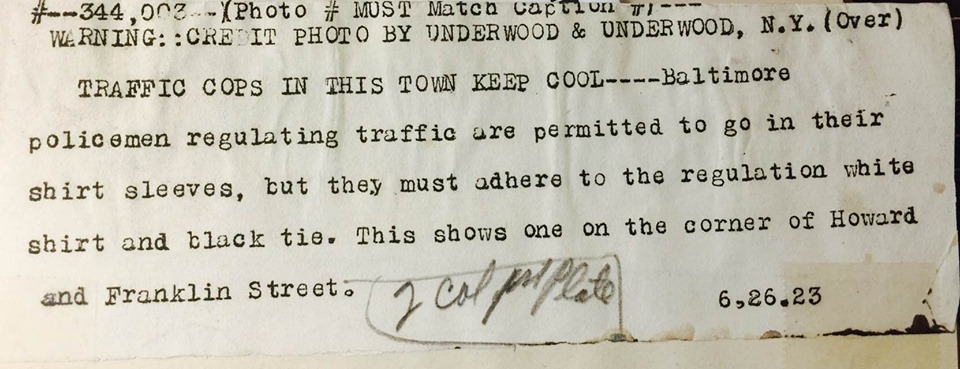 #--344,003--(Photo # MUST Match Caption #)---
WARNING::CREDIT PHOTO BY UNDERWOOD & UNDERWOOD, N.Y.(Over)
TRAFFIC COPS IN THIS TOWN KEEP COOL----Baltimore
policemen regulating traffic are permitted to go in their
shirt sleeves, but they must adhere to the regulation white
shirt and black tie. This shows one on the corner of Howard
and Franklin Street.
2 Col Plate
6,26.23